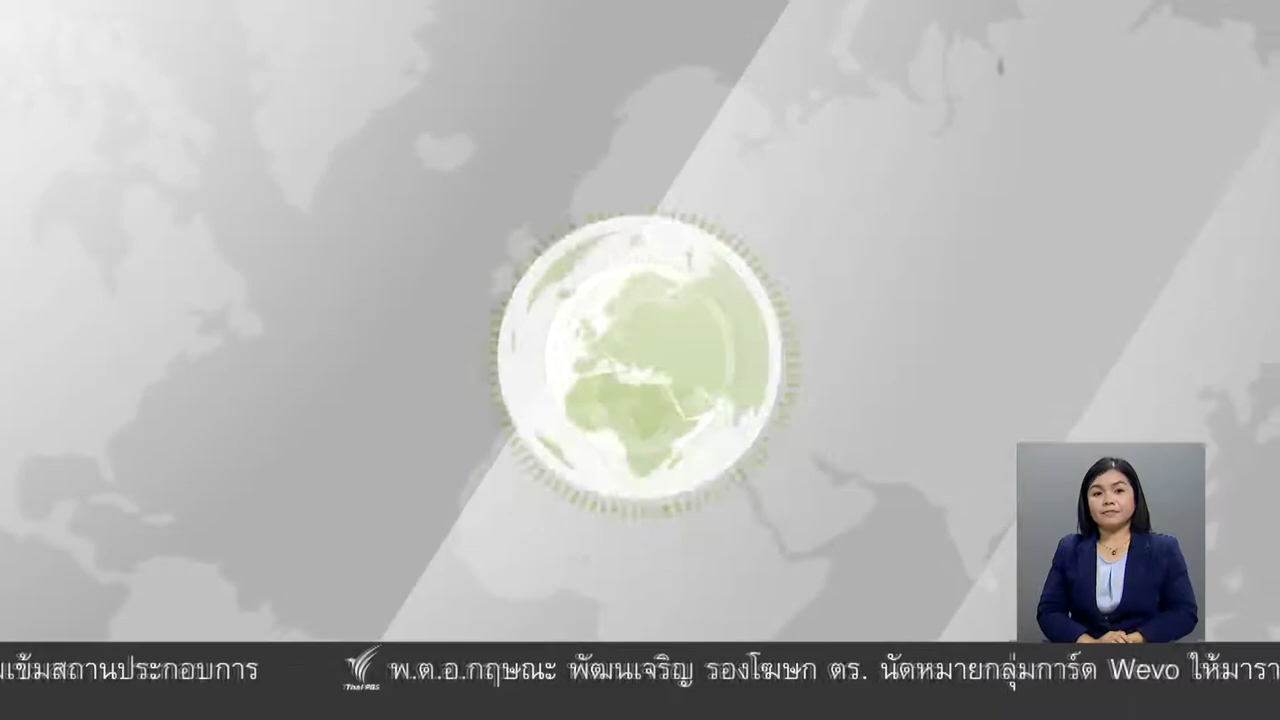 เข้มสถานประกอบการ Thai PBS พ.ต.อ.กฤษณะ พัฒนเจริญ รองโฆษก ตร. นัดหมายกลุ่มการ์ด Wevo ให้มารา